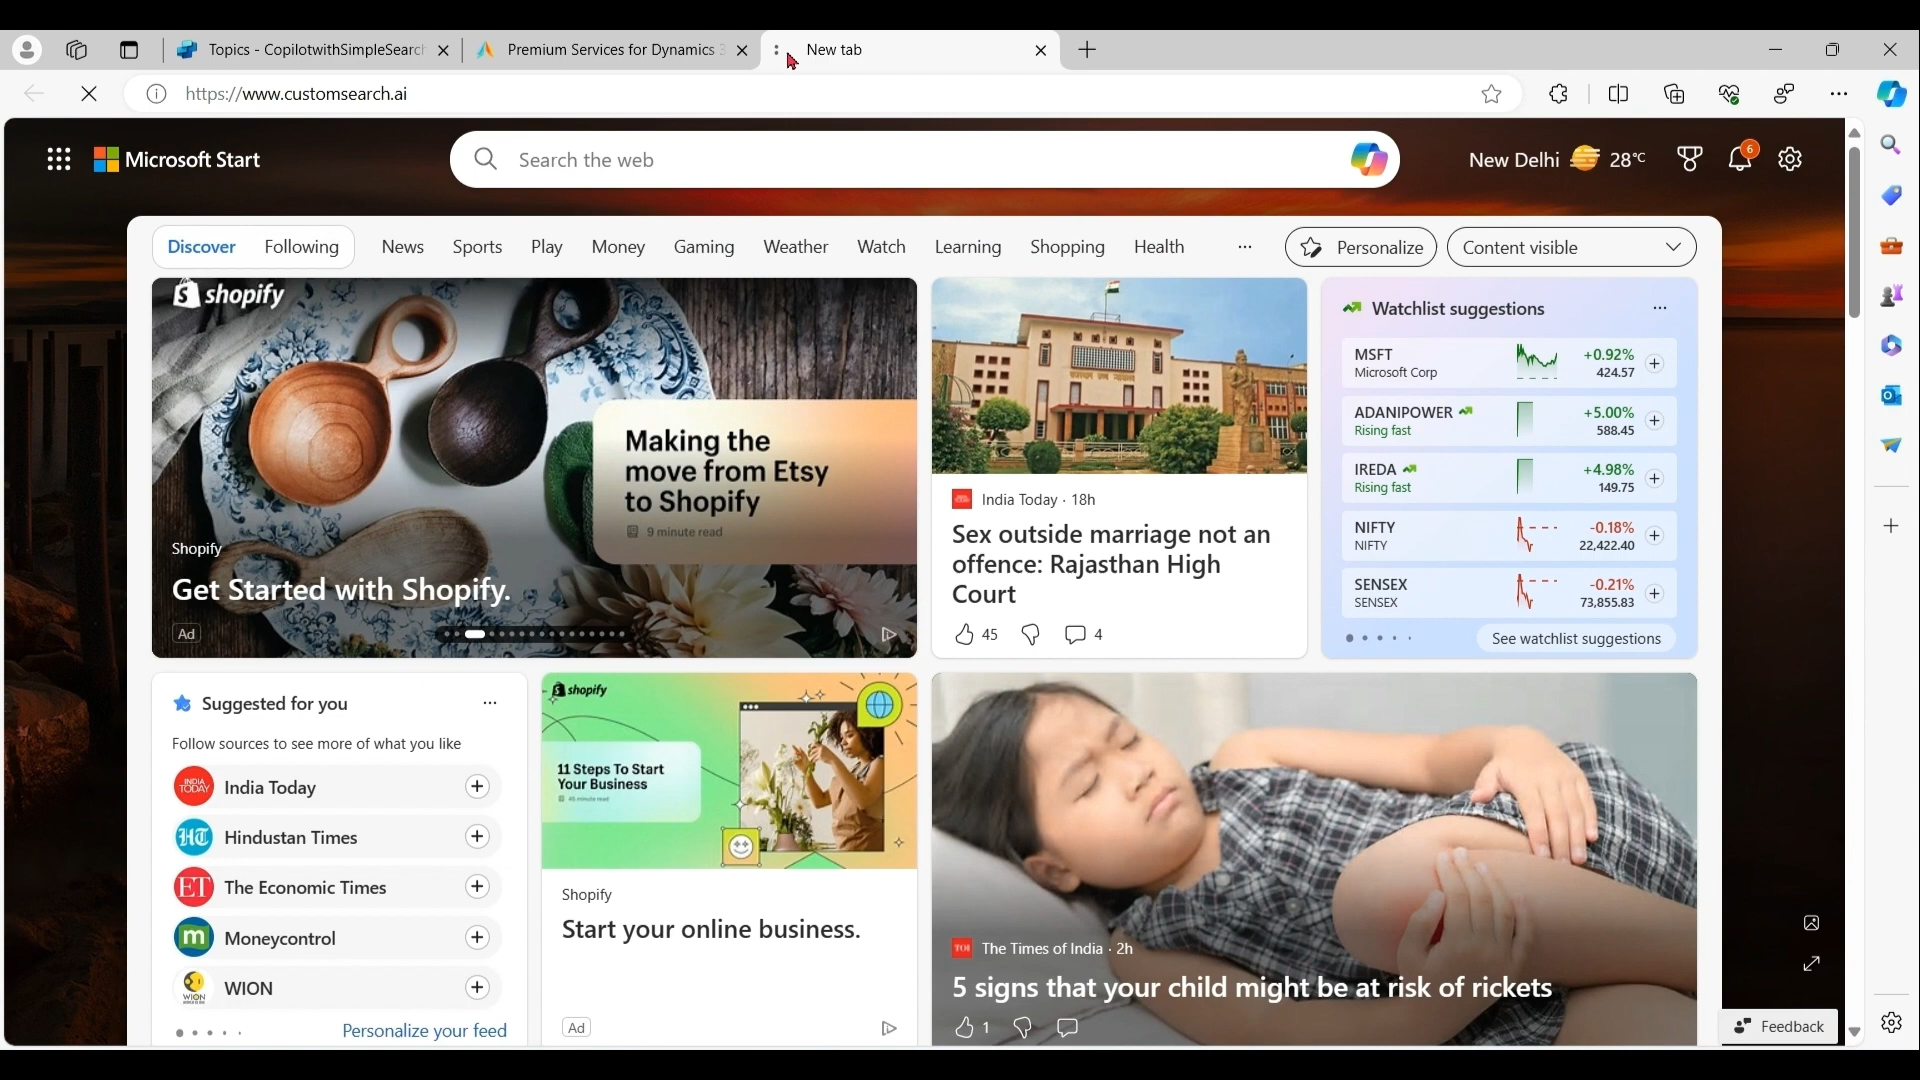 Topics - CopilotwithSimpleSearch
Premium Services for Dynamics 3
New tab
https://www.customsearch.ai
Microsoft Start
Search the web
New Delhi 28°C
6
Discover
Following
News
Sports
Play
Money
Gaming
Weather
Watch
Learning
Shopping
Health
Personalize
Content visible
shopify
Making the
move from Etsy
to Shopify
9 minute read
Shopify
Get Started with Shopify.
Ad
India Today · 18h
Sex outside marriage not an
offence: Rajasthan High
Court
45
4
Watchlist suggestions
MSFT +0.92%
Microsoft Corp 424.57
ADANIPOWER +5.00%
Rising fast 588.45
IREDA +4.98%
Rising fast 149.75
NIFTY -0.18%
NIFTY 22,422.40
SENSEX -0.21%
SENSEX 73,855.83
See watchlist suggestions
Suggested for you
Follow sources to see more of what you like
INDIA
TODAY
India Today
HT
Hindustan Times
ET
The Economic Times
m
Moneycontrol
WION
WION
Personalize your feed
shopify
11 Steps To Start
Your Business
Shopify
Start your online business.
Ad
TOI
The Times of India · 2h
5 signs that your child might be at risk of rickets
1
Feedback